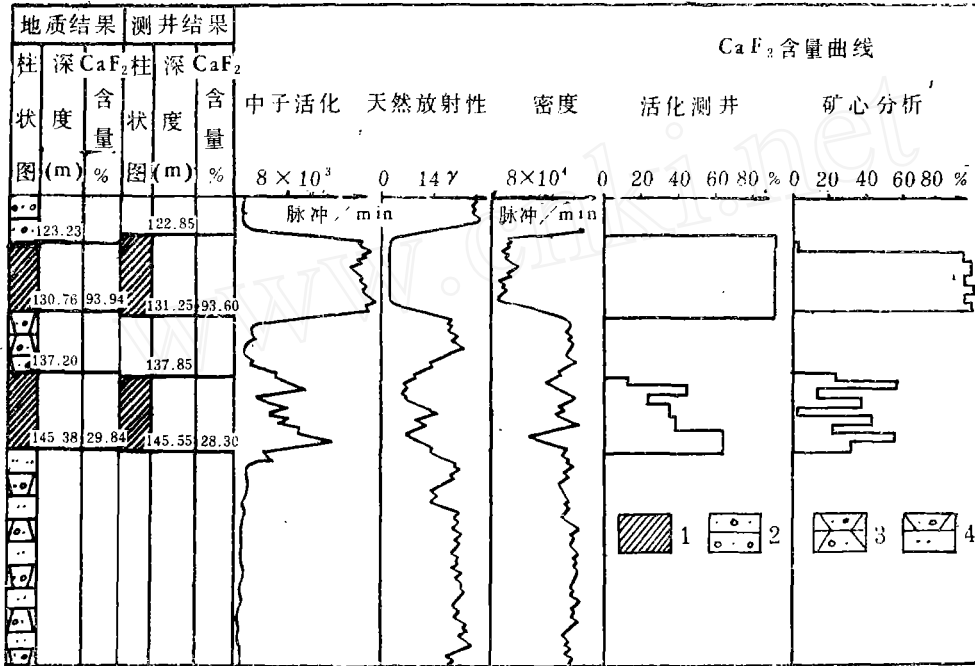 地质结果 测井结果
CaF₂含量曲线
柱状图 深度(m) CaF₂含量% 柱状图 深度(m) CaF₂含量%
中子活化 天然放射性 密度 活化测井 矿心分析
8×10³ 0 14γ 8×10⁴ 0 20 40 60 80 % 0 20 40 60 80 %
脉冲/min 脉冲/min
123.23 122.85
130.76 93.94 131.25 93.60
137.20 137.85
145.38 29.84 145.55 28.30
1 2 3 4
www.cnki.net